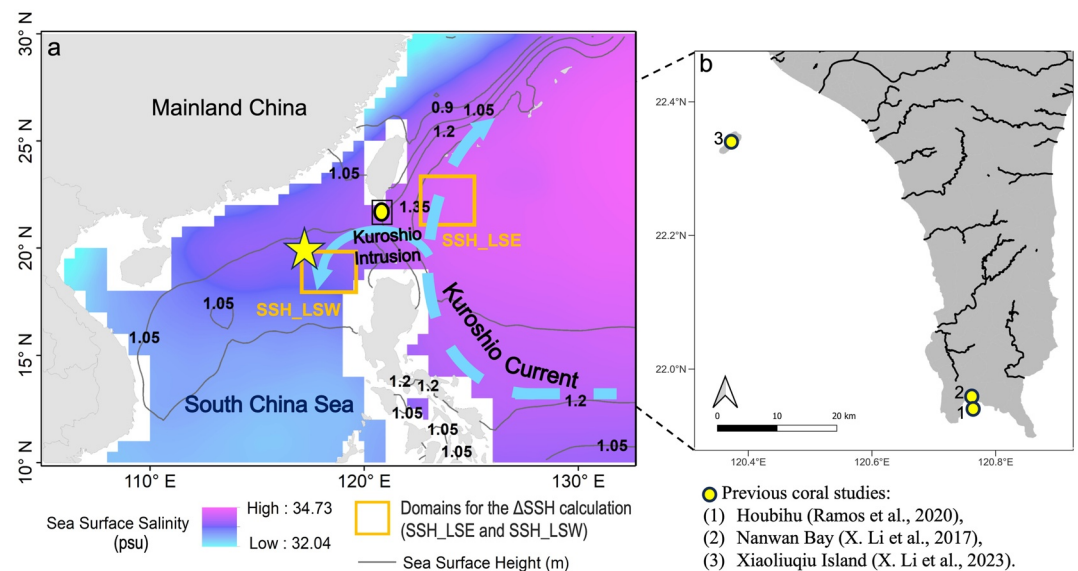 a
30° N
25° N
20° N
15° N
10° N
110° E
120° E
130° E
Mainland China
0.9
1.05
1.2
1.05
1.35
Kuroshio
Intrusion
SSH_LSE
SSH_LSW
1.05
1.05
Kuroshio Current
South China Sea
1.2
1.2
1.2
1.05
1.05
1.05
1.05
Sea Surface Salinity
(psu)
High : 34.73
Low : 32.04
Domains for the ΔSSH calculation
(SSH_LSE and SSH_LSW)
Sea Surface Height (m)
b
22.4°N
22.2°N
22.0°N
3
2
1
0
10
20 km
120.4°E
120.6°E
120.8°E
Previous coral studies:
(1) Houbihu (Ramos et al., 2020),
(2) Nanwan Bay (X. Li et al., 2017),
(3) Xiaoliuqiu Island (X. Li et al., 2023).